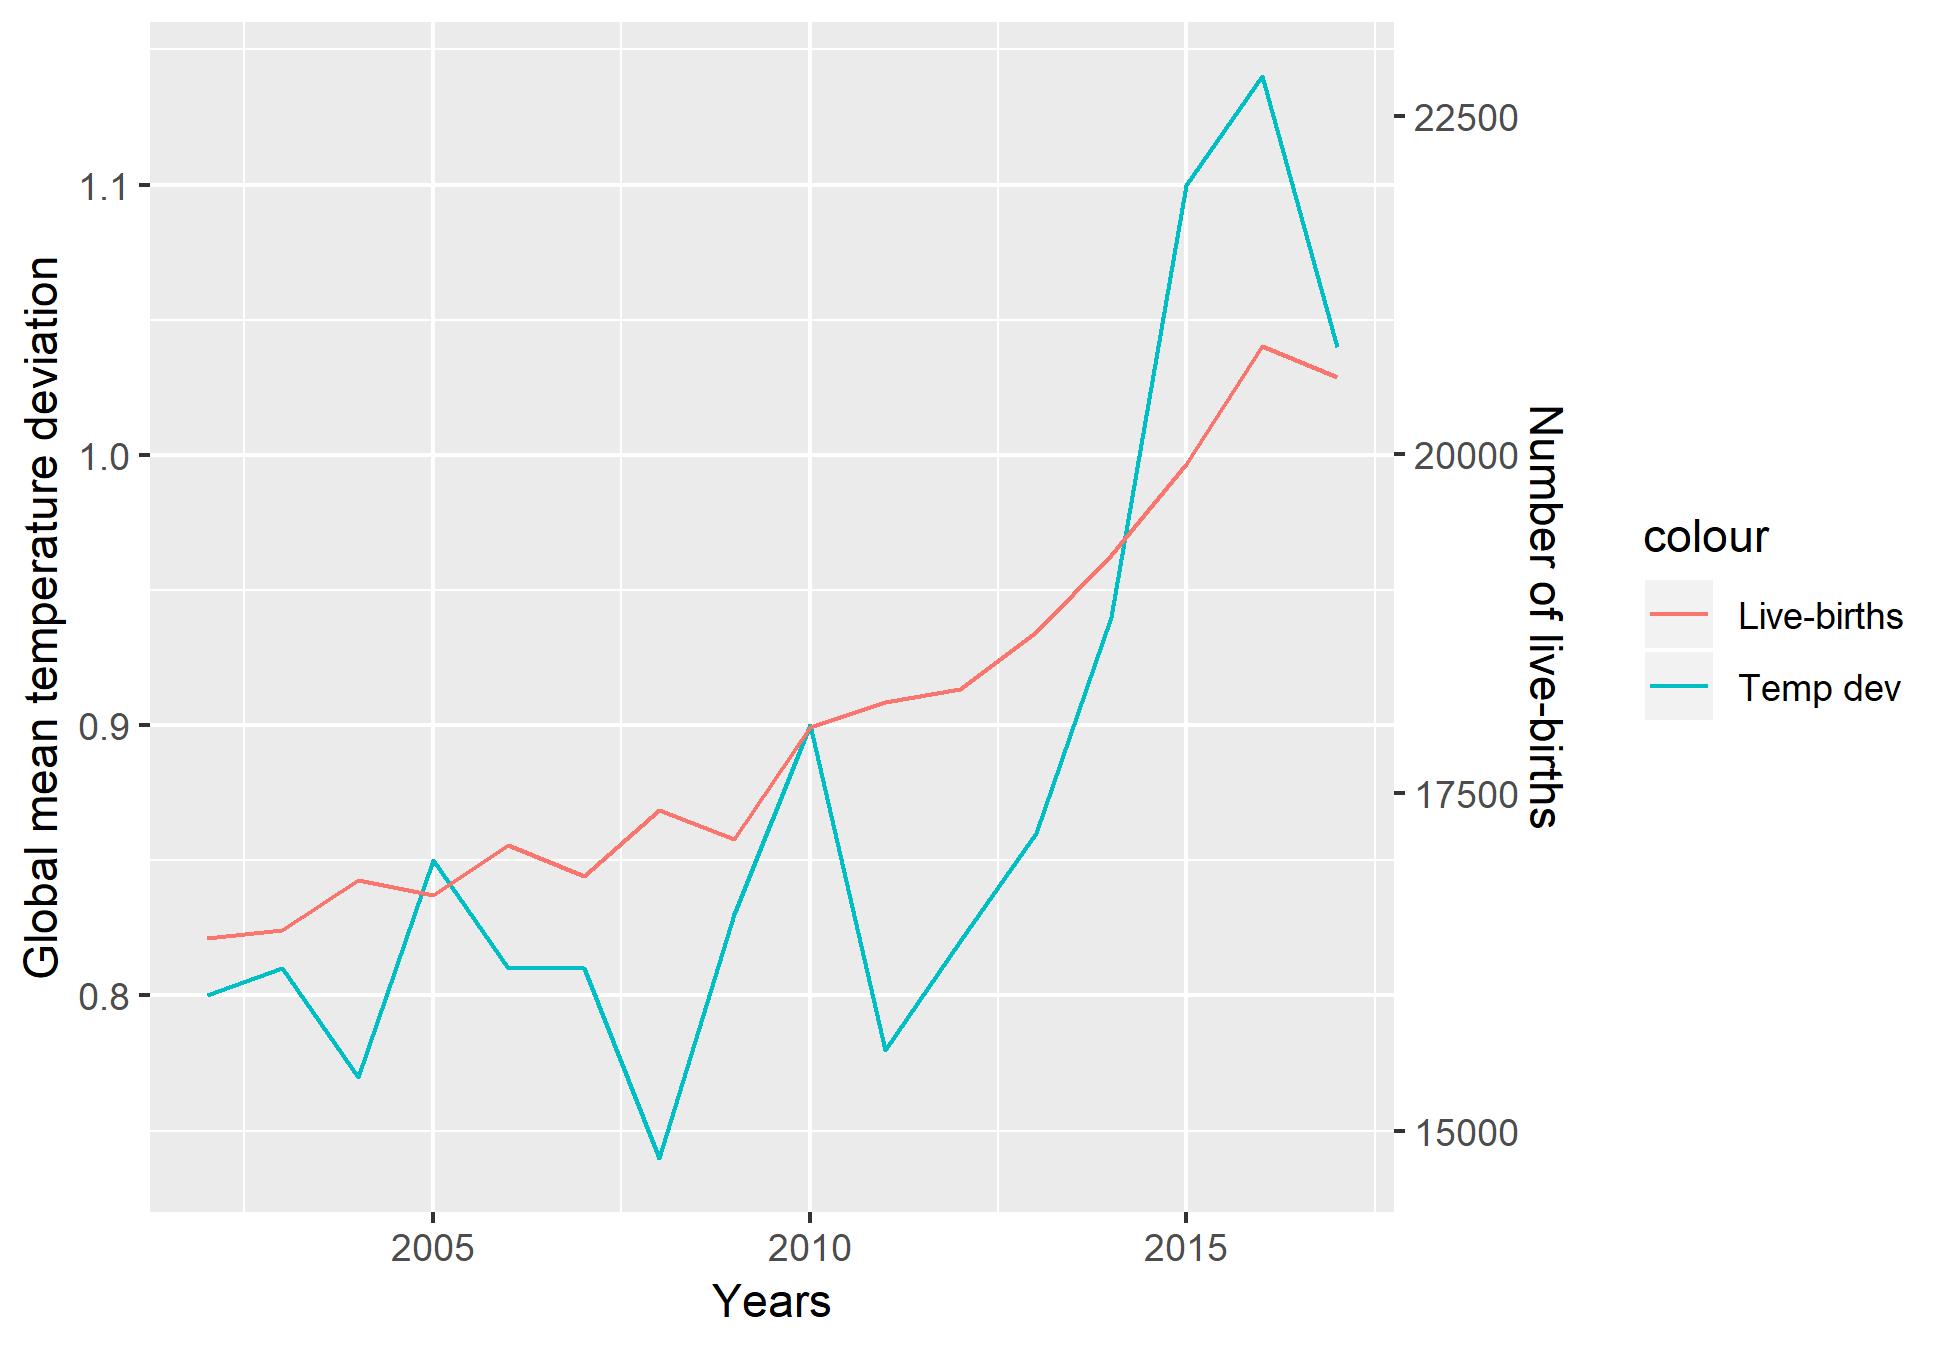 Global mean temperature deviation
1.1
1.0
0.9
0.8
2005
2010
2015
Years
22500
20000
17500
15000
Number of live-births
colour
Live-births
Temp dev